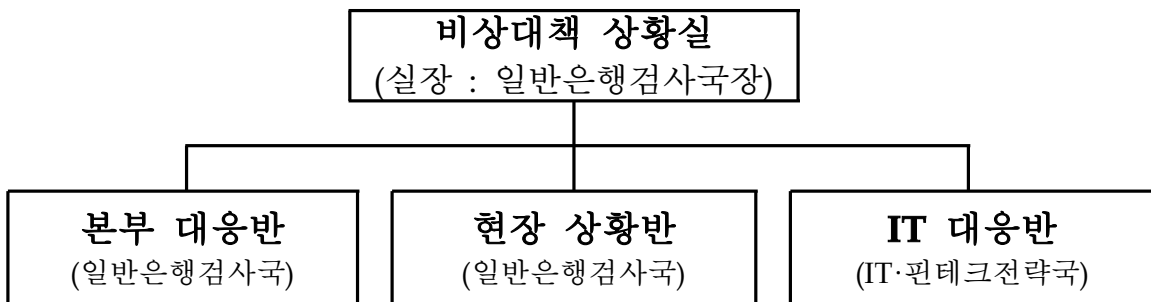 비상대책 상황실
(실장 : 일반은행검사국장)
본부 대응반
(일반은행검사국)
현장 상황반
(일반은행검사국)
IT 대응반
(IT·핀테크전략국)